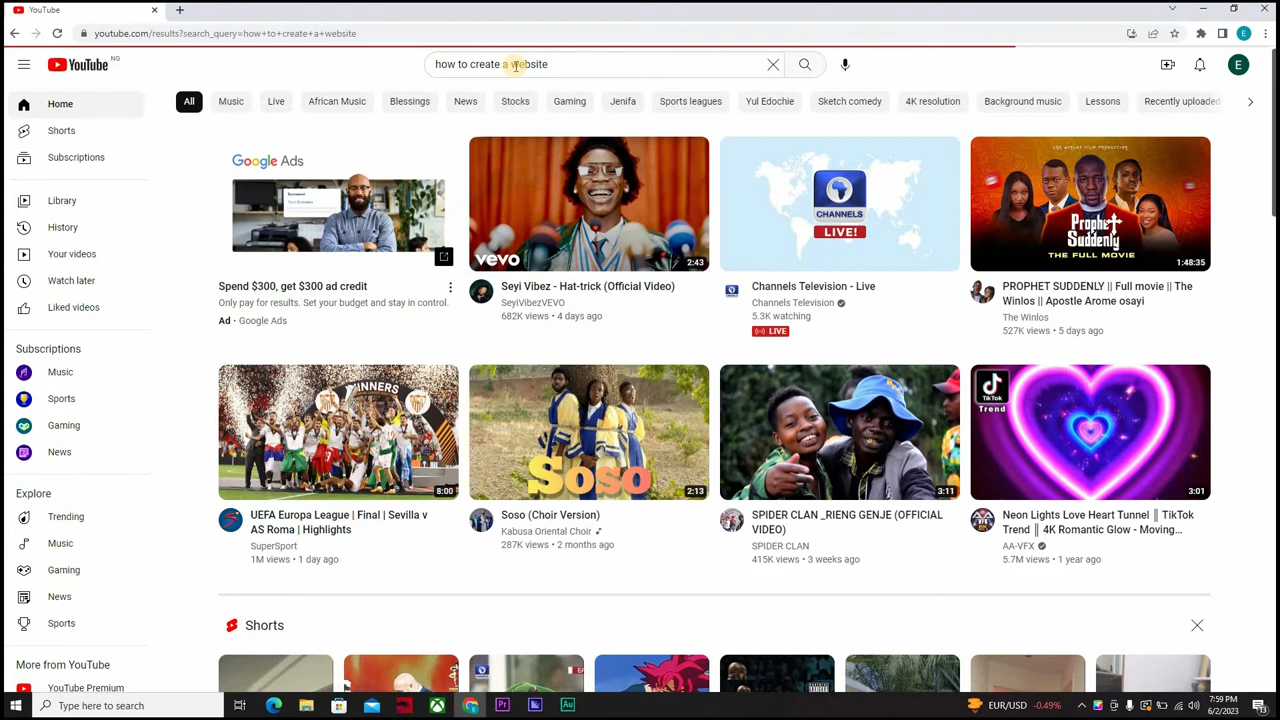 YouTube
youtube.com/results?search_query=how+to+create+a+website
E
YouTube NG
how to create a website
E
Home
Shorts
Subscriptions
Library
History
Your videos
Watch later
Liked videos
Subscriptions
Music
Sports
Gaming
News
Explore
Trending
Music
Gaming
News
Sports
More from YouTube
YouTube Premium
All
Music
Live
African Music
Blessings
News
Stocks
Gaming
Jenifa
Sports leagues
Yul Edochie
Sketch comedy
4K resolution
Background music
Lessons
Recently uploaded
Google Ads
Spend $300, get $300 ad credit
Only pay for results. Set your budget and stay in control.
Ad • Google Ads
vevo
2:43
Seyi Vibez - Hat-trick (Official Video)
SeyiVibezVEVO
682K views • 4 days ago
CHANNELS
LIVE!
Channels Television - Live
Channels Television
5.3K watching
LIVE
Prophet
Suddenly
THE FULL MOVIE
1:48:35
PROPHET SUDDENLY || Full movie || The
Winlos || Apostle Arome osayi
The Winlos
527K views • 5 days ago
WINNERS
8:00
UEFA Europa League | Final | Sevilla v
AS Roma | Highlights
SuperSport
1M views • 1 day ago
Soso
2:13
Soso (Choir Version)
Kabusa Oriental Choir
287K views • 2 months ago
3:11
SPIDER CLAN _RIENG GENJE (OFFICIAL
VIDEO)
SPIDER CLAN
415K views • 3 weeks ago
TikTok
Trend
3:01
Neon Lights Love Heart Tunnel ║ TikTok
Trend ║ 4K Romantic Glow - Moving...
AA-VFX
5.7M views • 1 year ago
Shorts
Type here to search
Pr
Au
EUR/USD -0.49%
7:59 PM
6/2/2023